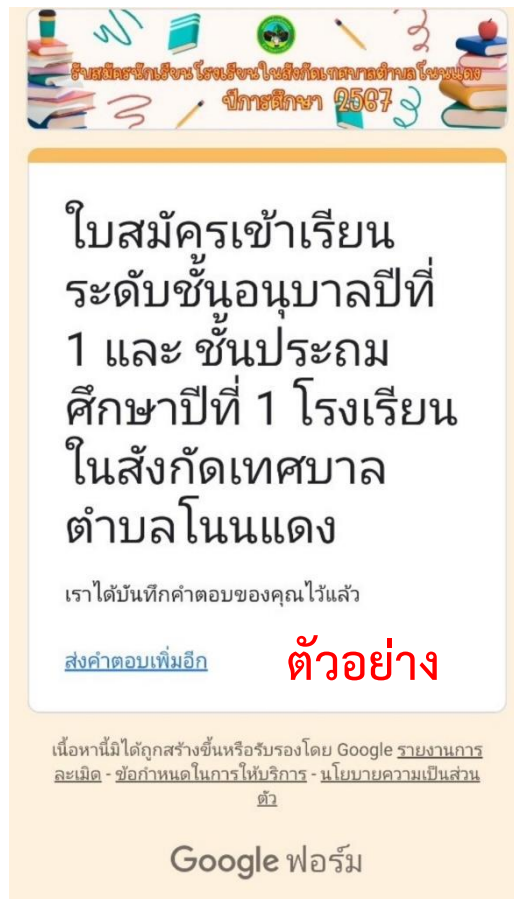 รับสมัครนักเรียน โรงเรียนในสังกัดเทศบาลตำบลโนนแดง
ปีการศึกษา 2567
ใบสมัครเข้าเรียน
ระดับชั้นอนุบาลปีที่
1 และ ชั้นประถม
ศึกษาปีที่ 1 โรงเรียน
ในสังกัดเทศบาล
ตำบลโนนแดง
เราได้บันทึกคำตอบของคุณไว้แล้ว
ส่งคำตอบเพิ่มอีก
ตัวอย่าง
เนื้อหานี้มิได้ถูกสร้างขึ้นหรือรับรองโดย Google รายงานการ
ละเมิด - ข้อกำหนดในการให้บริการ - นโยบายความเป็นส่วน
ตัว
Google ฟอร์ม